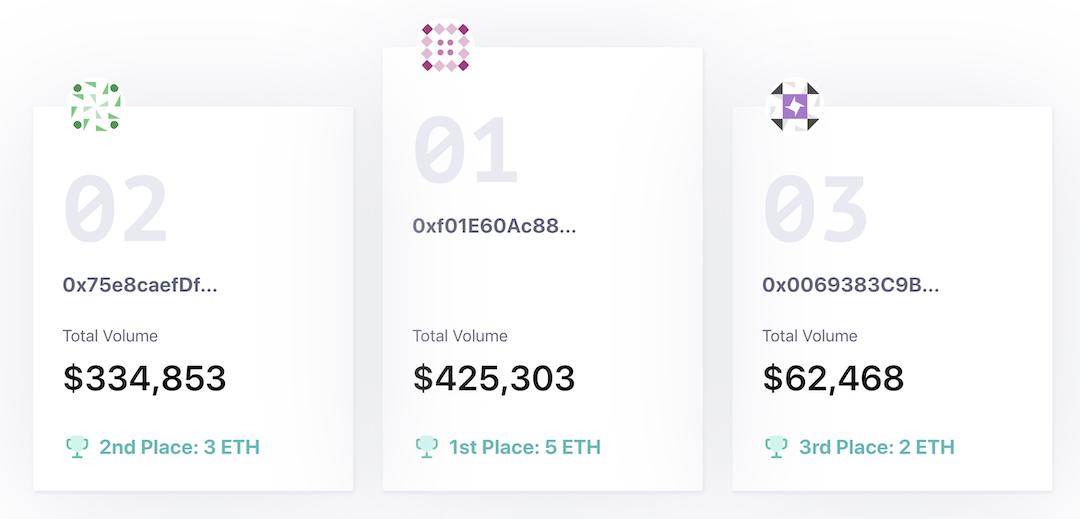 02
0x75e8caefDf...
Total Volume
$334,853
2nd Place: 3 ETH
01
0xf01E60Ac88...
Total Volume
$425,303
1st Place: 5 ETH
03
0x0069383C9B...
Total Volume
$62,468
3rd Place: 2 ETH